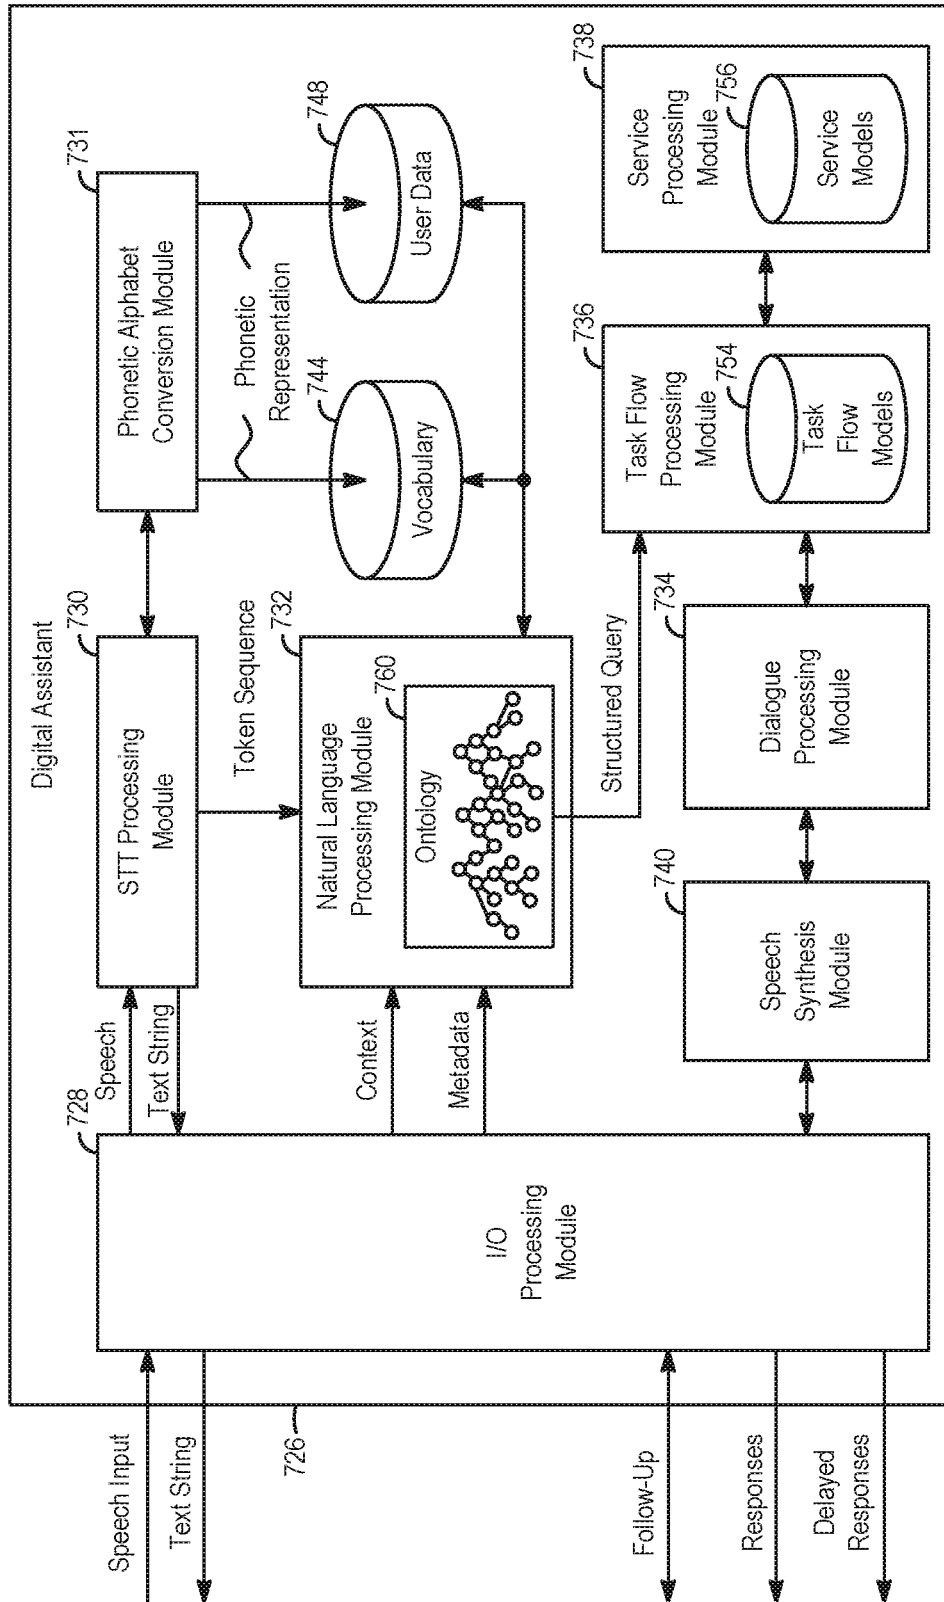 Digital Assistant
Speech Input
Text String
726
Follow-Up
Responses
Delayed
Responses
728
I/O
Processing
Module
Speech
Text String
Context
Metadata
730
STT Processing
Module
Token Sequence
731
Phonetic Alphabet
Conversion Module
Phonetic
Representation
744
Vocabulary
748
User Data
732
Natural Language
Processing Module
760
Ontology
Structured Query
740
Speech
Synthesis
Module
734
Dialogue
Processing
Module
736
Task Flow
Processing
Module
754
Task
Flow
Models
738
Service
Processing
Module
756
Service
Models